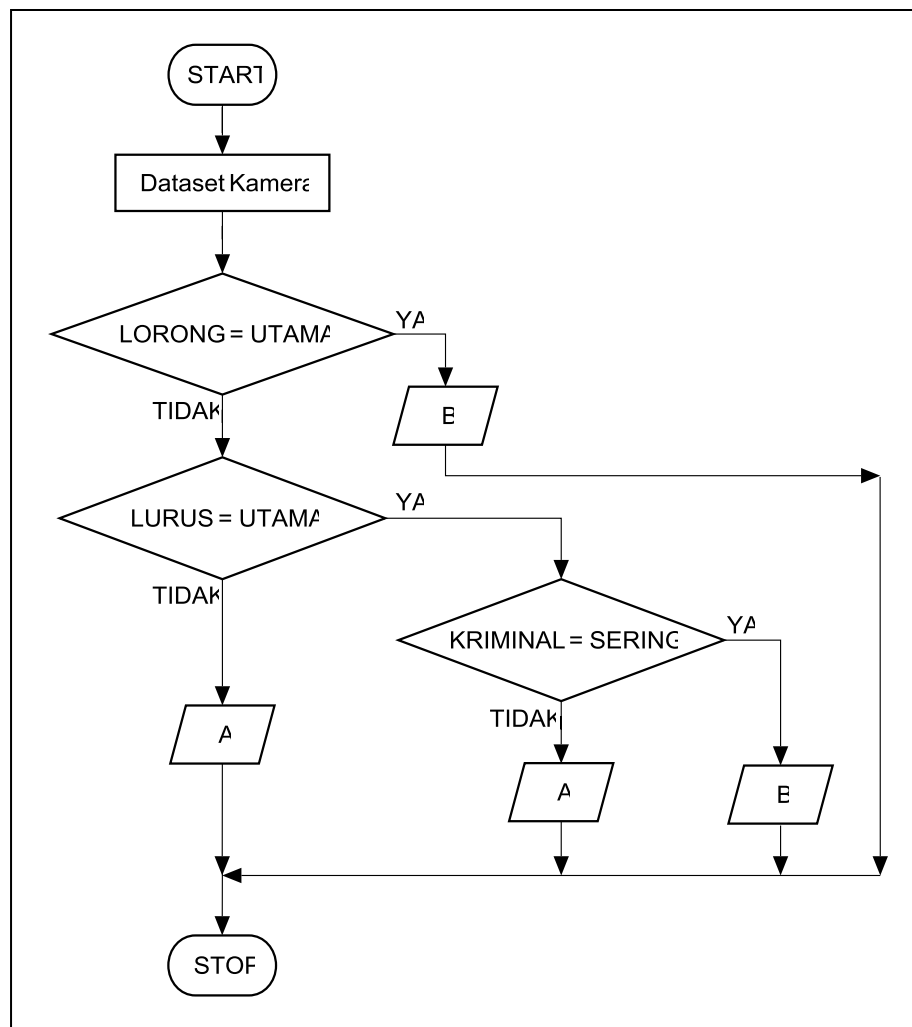 START
Dataset Kamera
LORONG = UTAMA
YA
B
TIDAK
LURUS = UTAMA
YA
TIDAK
KRIMINAL = SERING
YA
TIDAK
A
A
B
STOP